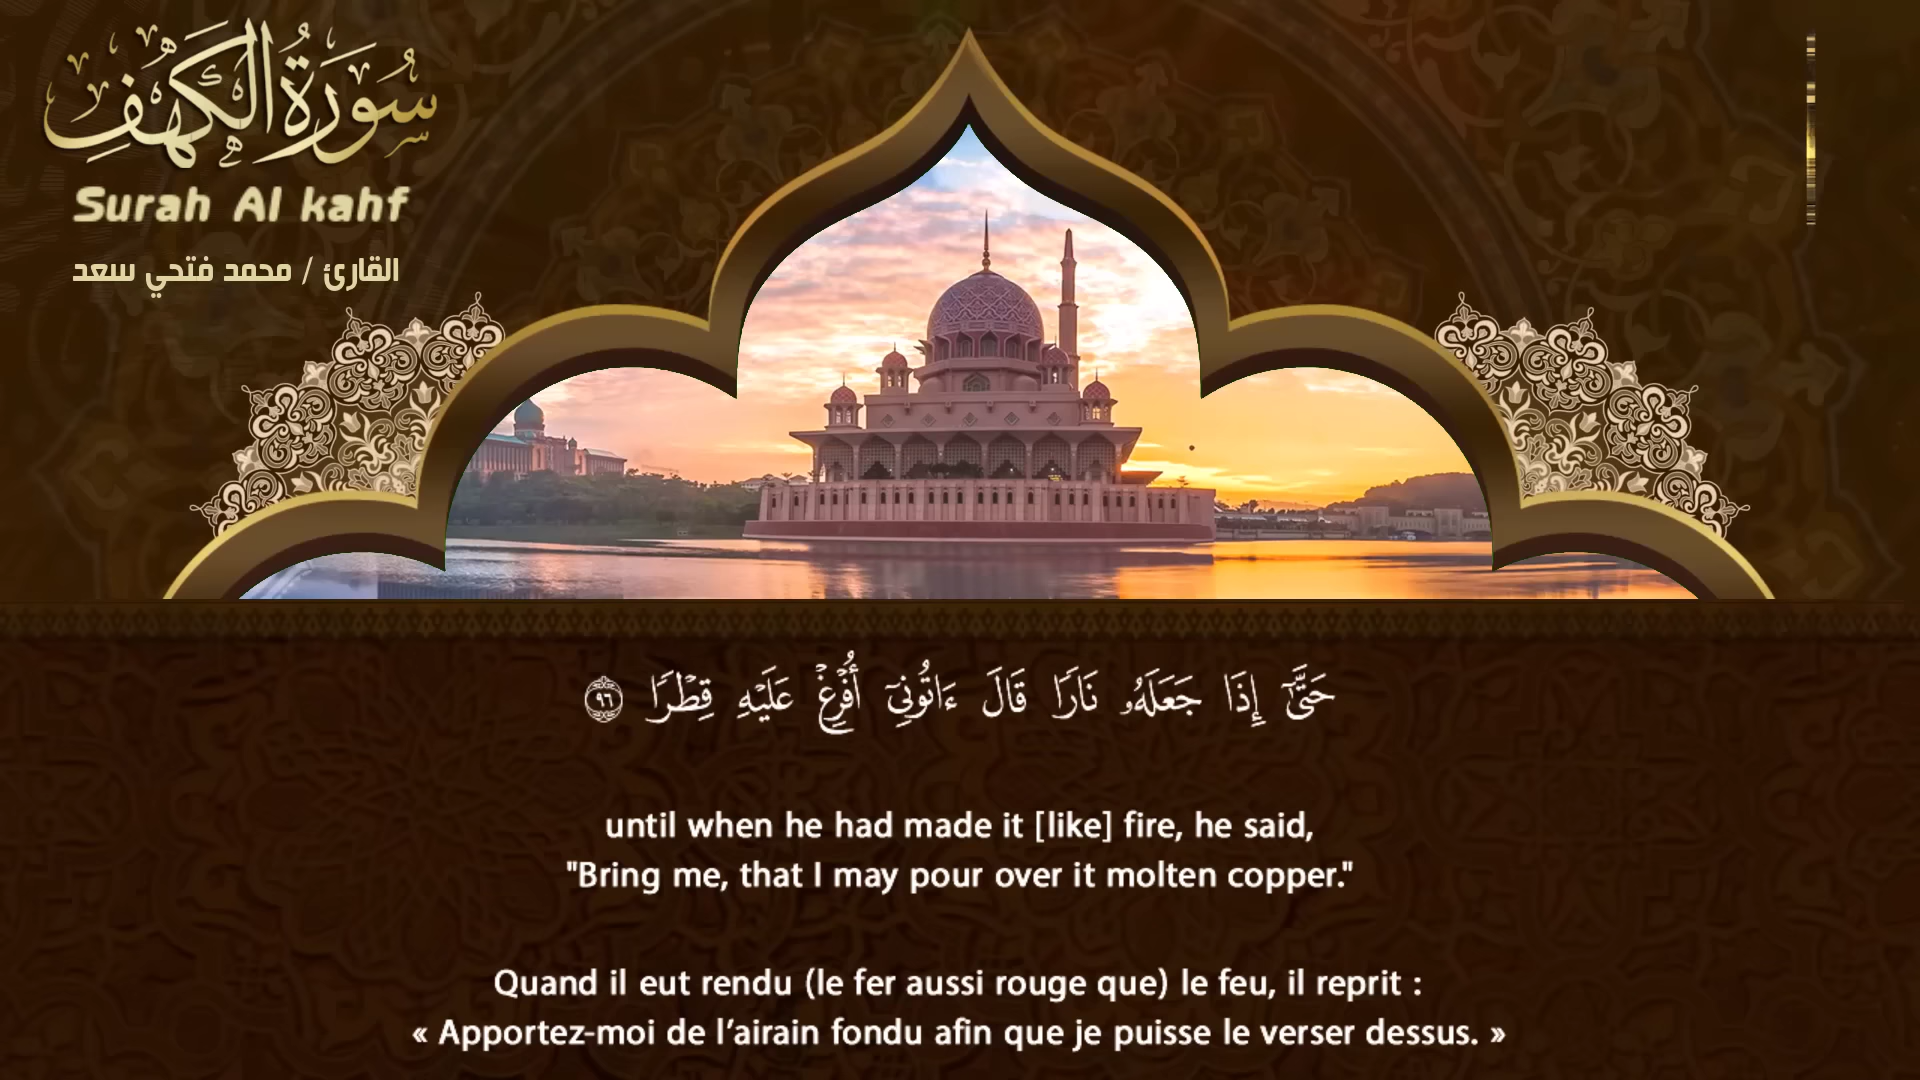 سُورَةُ الْكَهْفِ
Surah Al kahf
القارئ / محمد فتحي سعد
حَتَّىٰٓ إِذَا جَعَلَهُۥ نَارًۭا قَالَ ءَاتُونِىٓ أُفْرِغْ عَلَيْهِ قِطْرًۭا ٩٦
until when he had made it [like] fire, he said,
"Bring me, that I may pour over it molten copper."
Quand il eut rendu (le fer aussi rouge que) le feu, il reprit :
« Apportez-moi de l’airain fondu afin que je puisse le verser dessus. »